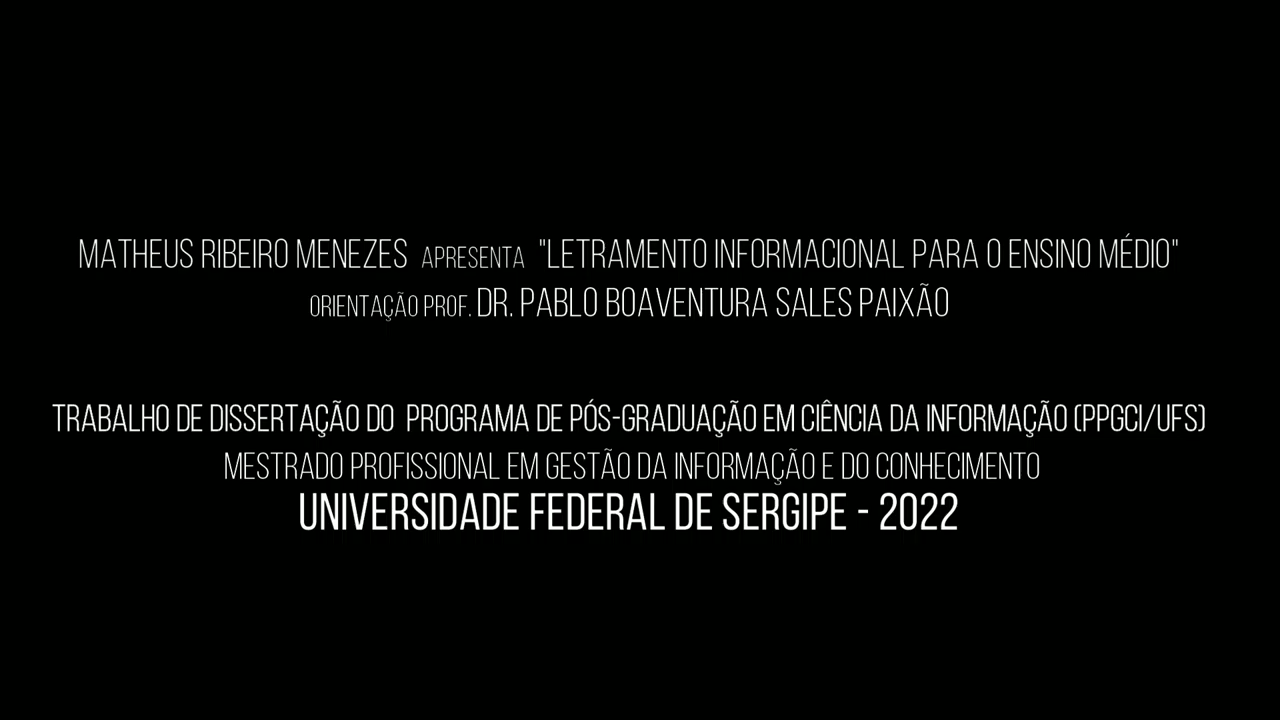 MATHEUS RIBEIRO MENEZES APRESENTA "LETRAMENTO INFORMACIONAL PARA O ENSINO MÉDIO"
ORIENTAÇÃO PROF. DR. PABLO BOAVENTURA SALES PAIXÃO
TRABALHO DE DISSERTAÇÃO DO PROGRAMA DE PÓS-GRADUAÇÃO EM CIÊNCIA DA INFORMAÇÃO (PPGCI/UFS)
MESTRADO PROFISSIONAL EM GESTÃO DA INFORMAÇÃO E DO CONHECIMENTO
UNIVERSIDADE FEDERAL DE SERGIPE - 2022